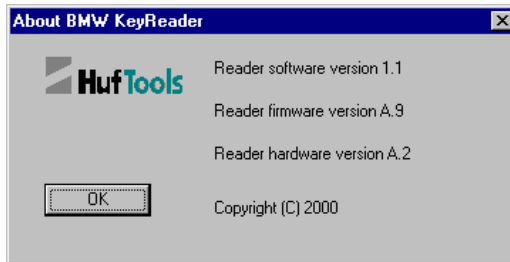 About BMW KeyReader
HufTools
Reader software version 1.1
Reader firmware version A.9
Reader hardware version A.2
OK
Copyright (C) 2000